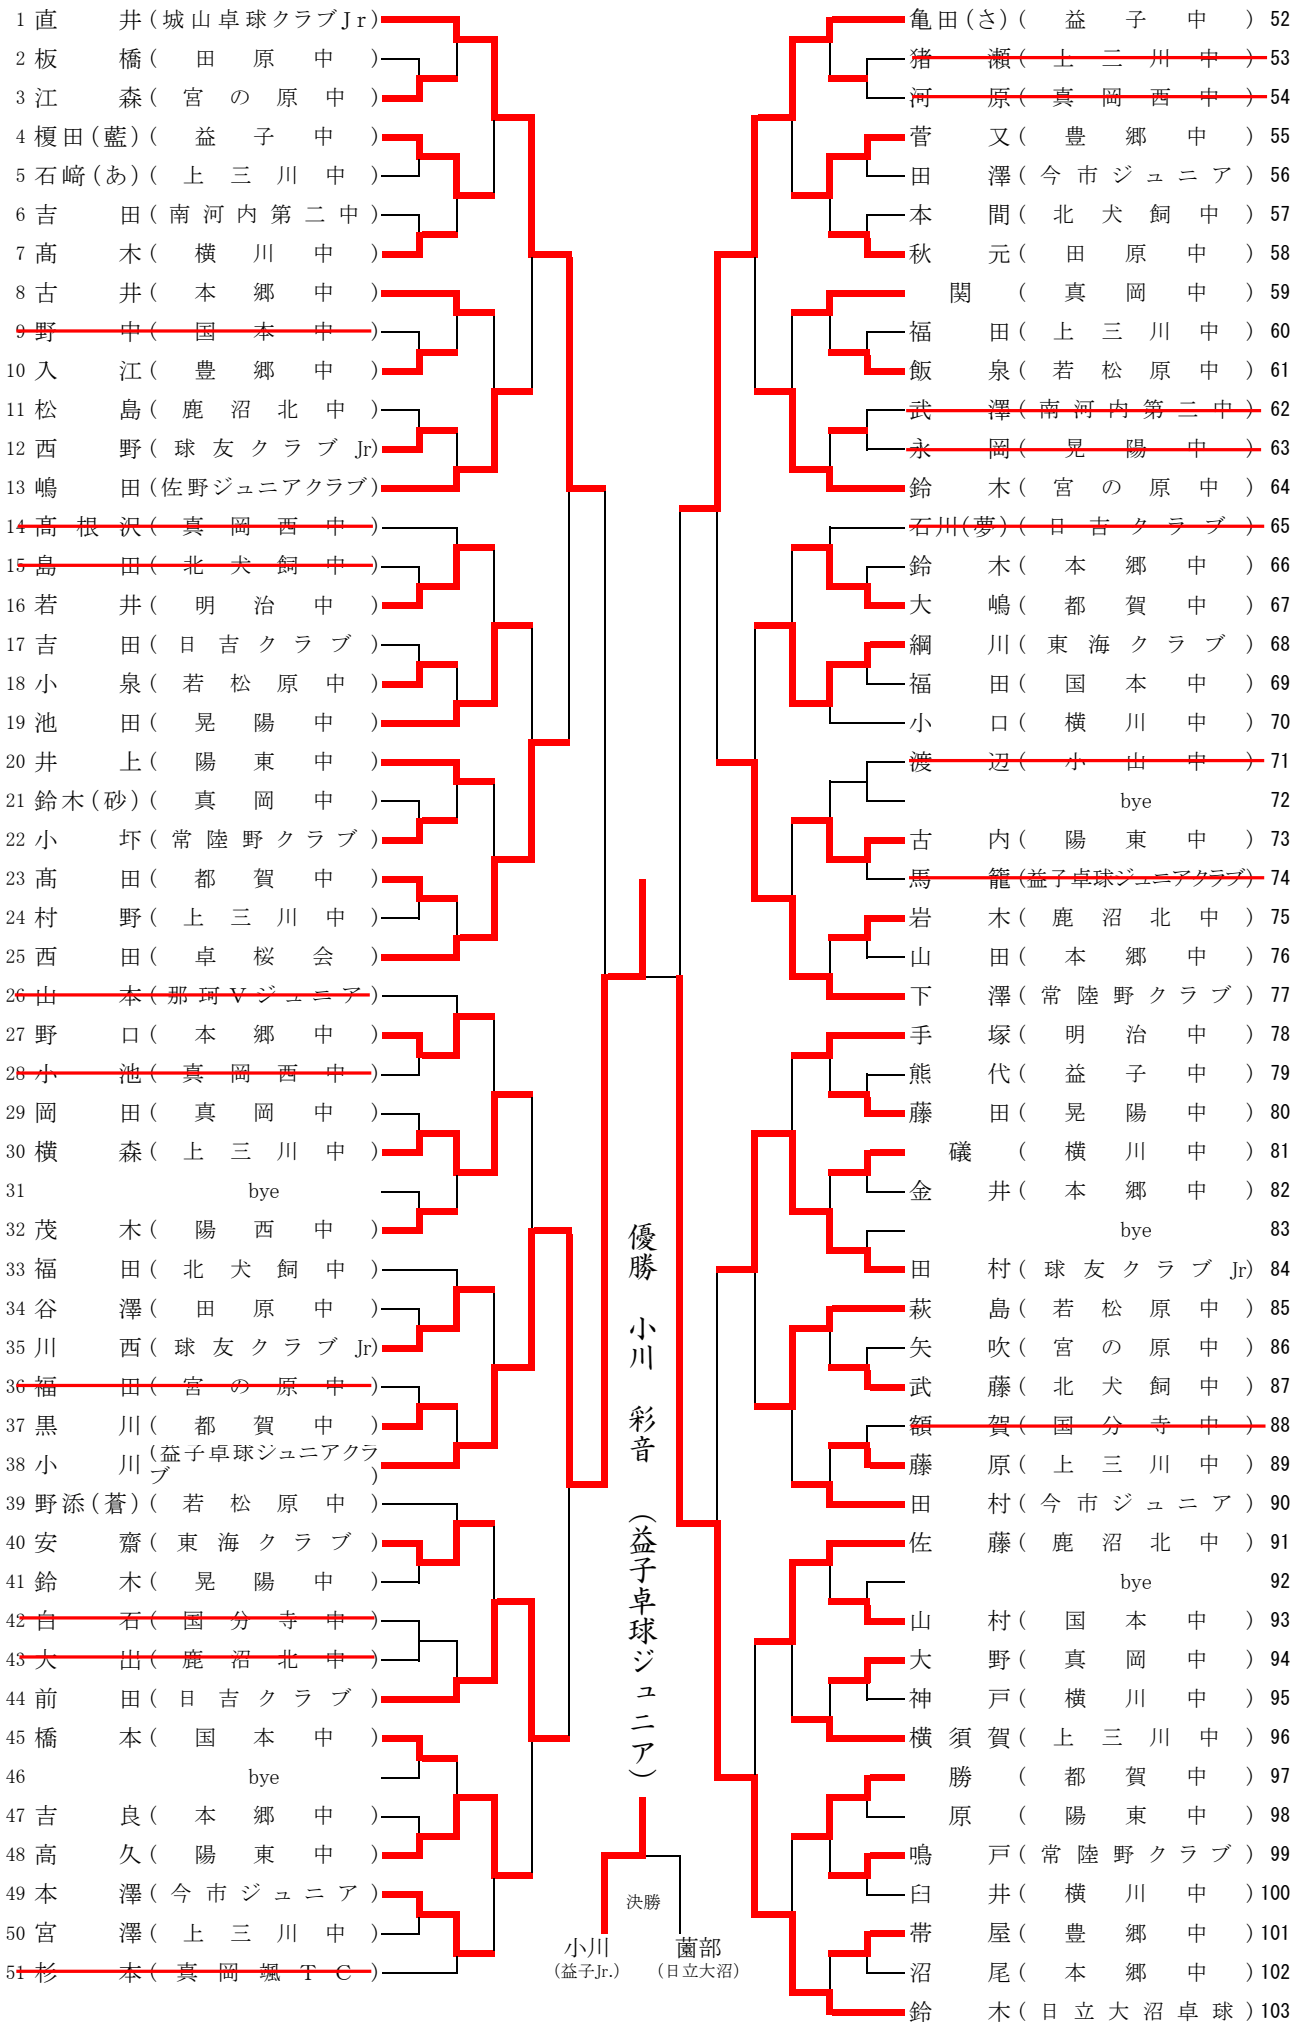 1 直井(城山卓球クラブJr)
2 板橋(田原中)
3 江森(宮の原中)
4 榎田(藍)(益子中)
5 石﨑(あ)(上三川中)
6 吉田(南河内第二中)
7 髙木(横川中)
8 古井(本郷中)
9 野中(国本中)
10 入江(豊郷中)
11 松島(鹿沼北中)
12 西野(球友クラブJr)
13 嶋田(佐野ジュニアクラブ)
14 髙根沢(真岡西中)
15 島田(北犬飼中)
16 若井(明治中)
17 吉田(日吉クラブ)
18 小泉(若松原中)
19 池田(晃陽中)
20 井上(陽東中)
21 鈴木(砂)(真岡中)
22 小圷(常陸野クラブ)
23 髙田(都賀中)
24 村野(上三川中)
25 西田(卓桜会)
26 山本(那珂Vジュニア)
27 野口(本郷中)
28 小池(真岡西中)
29 岡田(真岡中)
30 横森(上三川中)
31 bye
32 茂木(陽西中)
33 福田(北犬飼中)
34 谷澤(田原中)
35 川西(球友クラブJr)
36 福田(宮の原中)
37 黒川(都賀中)
38 小川(益子卓球ジュニアクラブ)
39 野添(蒼)(若松原中)
40 安齋(東海クラブ)
41 鈴木(晃陽中)
42 白石(国分寺中)
43 大出(鹿沼北中)
44 前田(日吉クラブ)
45 橋本(国本中)
46 bye
47 吉良(本郷中)
48 高久(陽東中)
49 本澤(今市ジュニア)
50 宮澤(上三川中)
51 杉本(真岡颯TC)
優勝 小川 彩音 (益子卓球ジュニア)
決勝
小川 薗部
(益子Jr.) (日立大沼)
亀田(さ)(益子中) 52
猪瀬(上三川中) 53
河原(真岡西中) 54
菅又(豊郷中) 55
田澤(今市ジュニア) 56
本間(北犬飼中) 57
秋元(田原中) 58
関(真岡中) 59
福田(上三川中) 60
飯泉(若松原中) 61
武澤(南河内第二中) 62
永岡(晃陽中) 63
鈴木(宮の原中) 64
石川(夢)(日吉クラブ) 65
鈴木(本郷中) 66
大嶋(都賀中) 67
綱川(東海クラブ) 68
福田(国本中) 69
小口(横川中) 70
渡辺(小山中) 71
bye 72
古内(陽東中) 73
馬籠(益子卓球ジュニアクラブ) 74
岩木(鹿沼北中) 75
山田(本郷中) 76
下澤(常陸野クラブ) 77
手塚(明治中) 78
熊代(益子中) 79
藤田(晃陽中) 80
礒(横川中) 81
金井(本郷中) 82
bye 83
田村(球友クラブJr) 84
萩島(若松原中) 85
矢吹(宮の原中) 86
武藤(北犬飼中) 87
額賀(国分寺中) 88
藤原(上三川中) 89
田村(今市ジュニア) 90
佐藤(鹿沼北中) 91
bye 92
山村(国本中) 93
大野(真岡中) 94
神戸(横川中) 95
横須賀(上三川中) 96
勝(都賀中) 97
原(陽東中) 98
鳴戸(常陸野クラブ) 99
臼井(横川中) 100
帯屋(豊郷中) 101
沼尾(本郷中) 102
鈴木(日立大沼卓球) 103